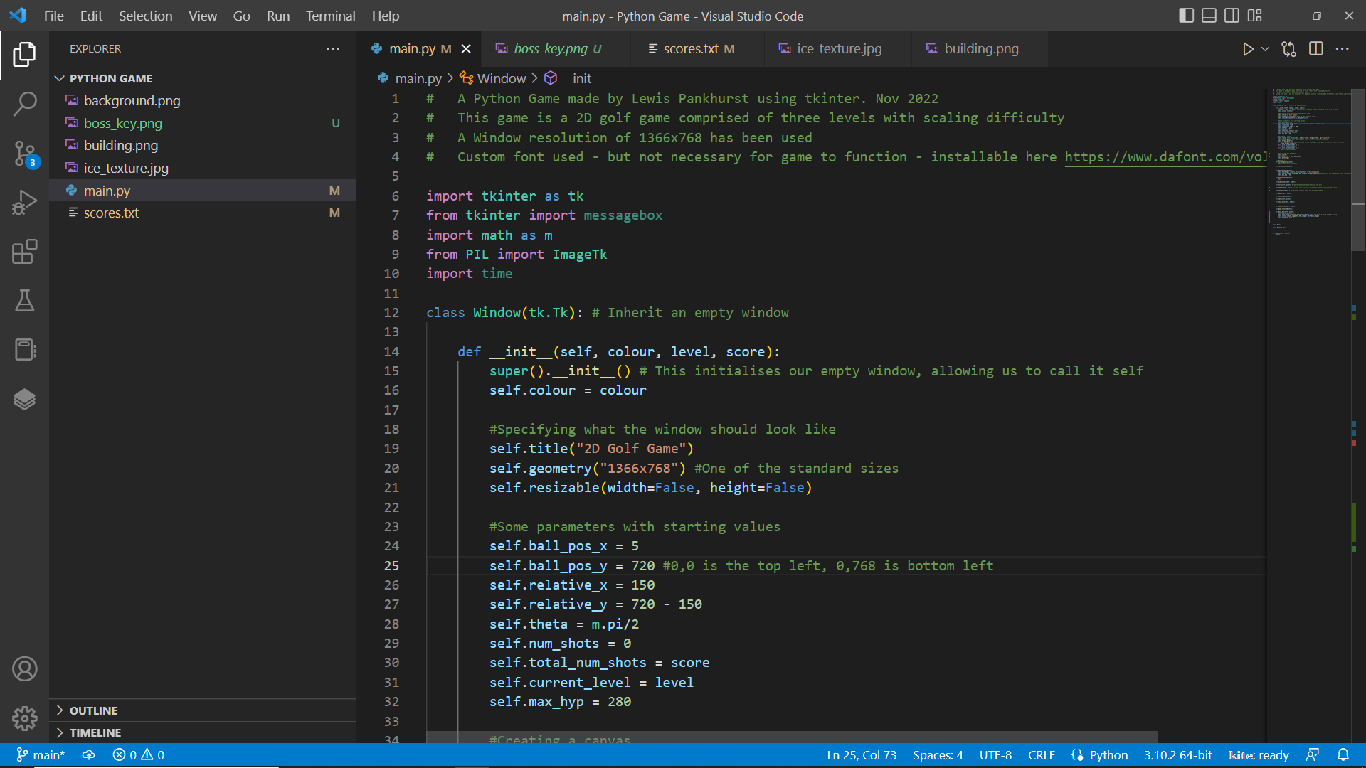 File Edit Selection View Go Run Terminal Help main.py - Python Game - Visual Studio Code
EXPLORER
PYTHON GAME
background.png
boss_key.png U
building.png
ice_texture.jpg
main.py M
scores.txt M
OUTLINE
TIMELINE
main.py M boss_key.png U scores.txt M ice_texture.jpg building.png
main.py > Window > init
1 # A Python Game made by Lewis Pankhurst using tkinter. Nov 2022
2 # This game is a 2D golf game comprised of three levels with scaling difficulty
3 # A Window resolution of 1366x768 has been used
4 # Custom font used - but not necessary for game to function - installable here https://www.dafont.com/vol
5
6 import tkinter as tk
7 from tkinter import messagebox
8 import math as m
9 from PIL import ImageTk
10 import time
11
12 class Window(tk.Tk): # Inherit an empty window
13
14 def __init__(self, colour, level, score):
15 super().__init__() # This initialises our empty window, allowing us to call it self
16 self.colour = colour
17
18 #Specifying what the window should look like
19 self.title("2D Golf Game")
20 self.geometry("1366x768") #One of the standard sizes
21 self.resizable(width=False, height=False)
22
23 #Some parameters with starting values
24 self.ball_pos_x = 5
25 self.ball_pos_y = 720 #0,0 is the top left, 0,768 is bottom left
26 self.relative_x = 150
27 self.relative_y = 720 - 150
28 self.theta = m.pi/2
29 self.num_shots = 0
30 self.total_num_shots = score
31 self.current_level = level
32 self.max_hyp = 280
33
34 #Creating a canvas
3
main* 0 0 Ln 25, Col 73 Spaces: 4 UTF-8 CRLF Python 3.10.2 64-bit ready